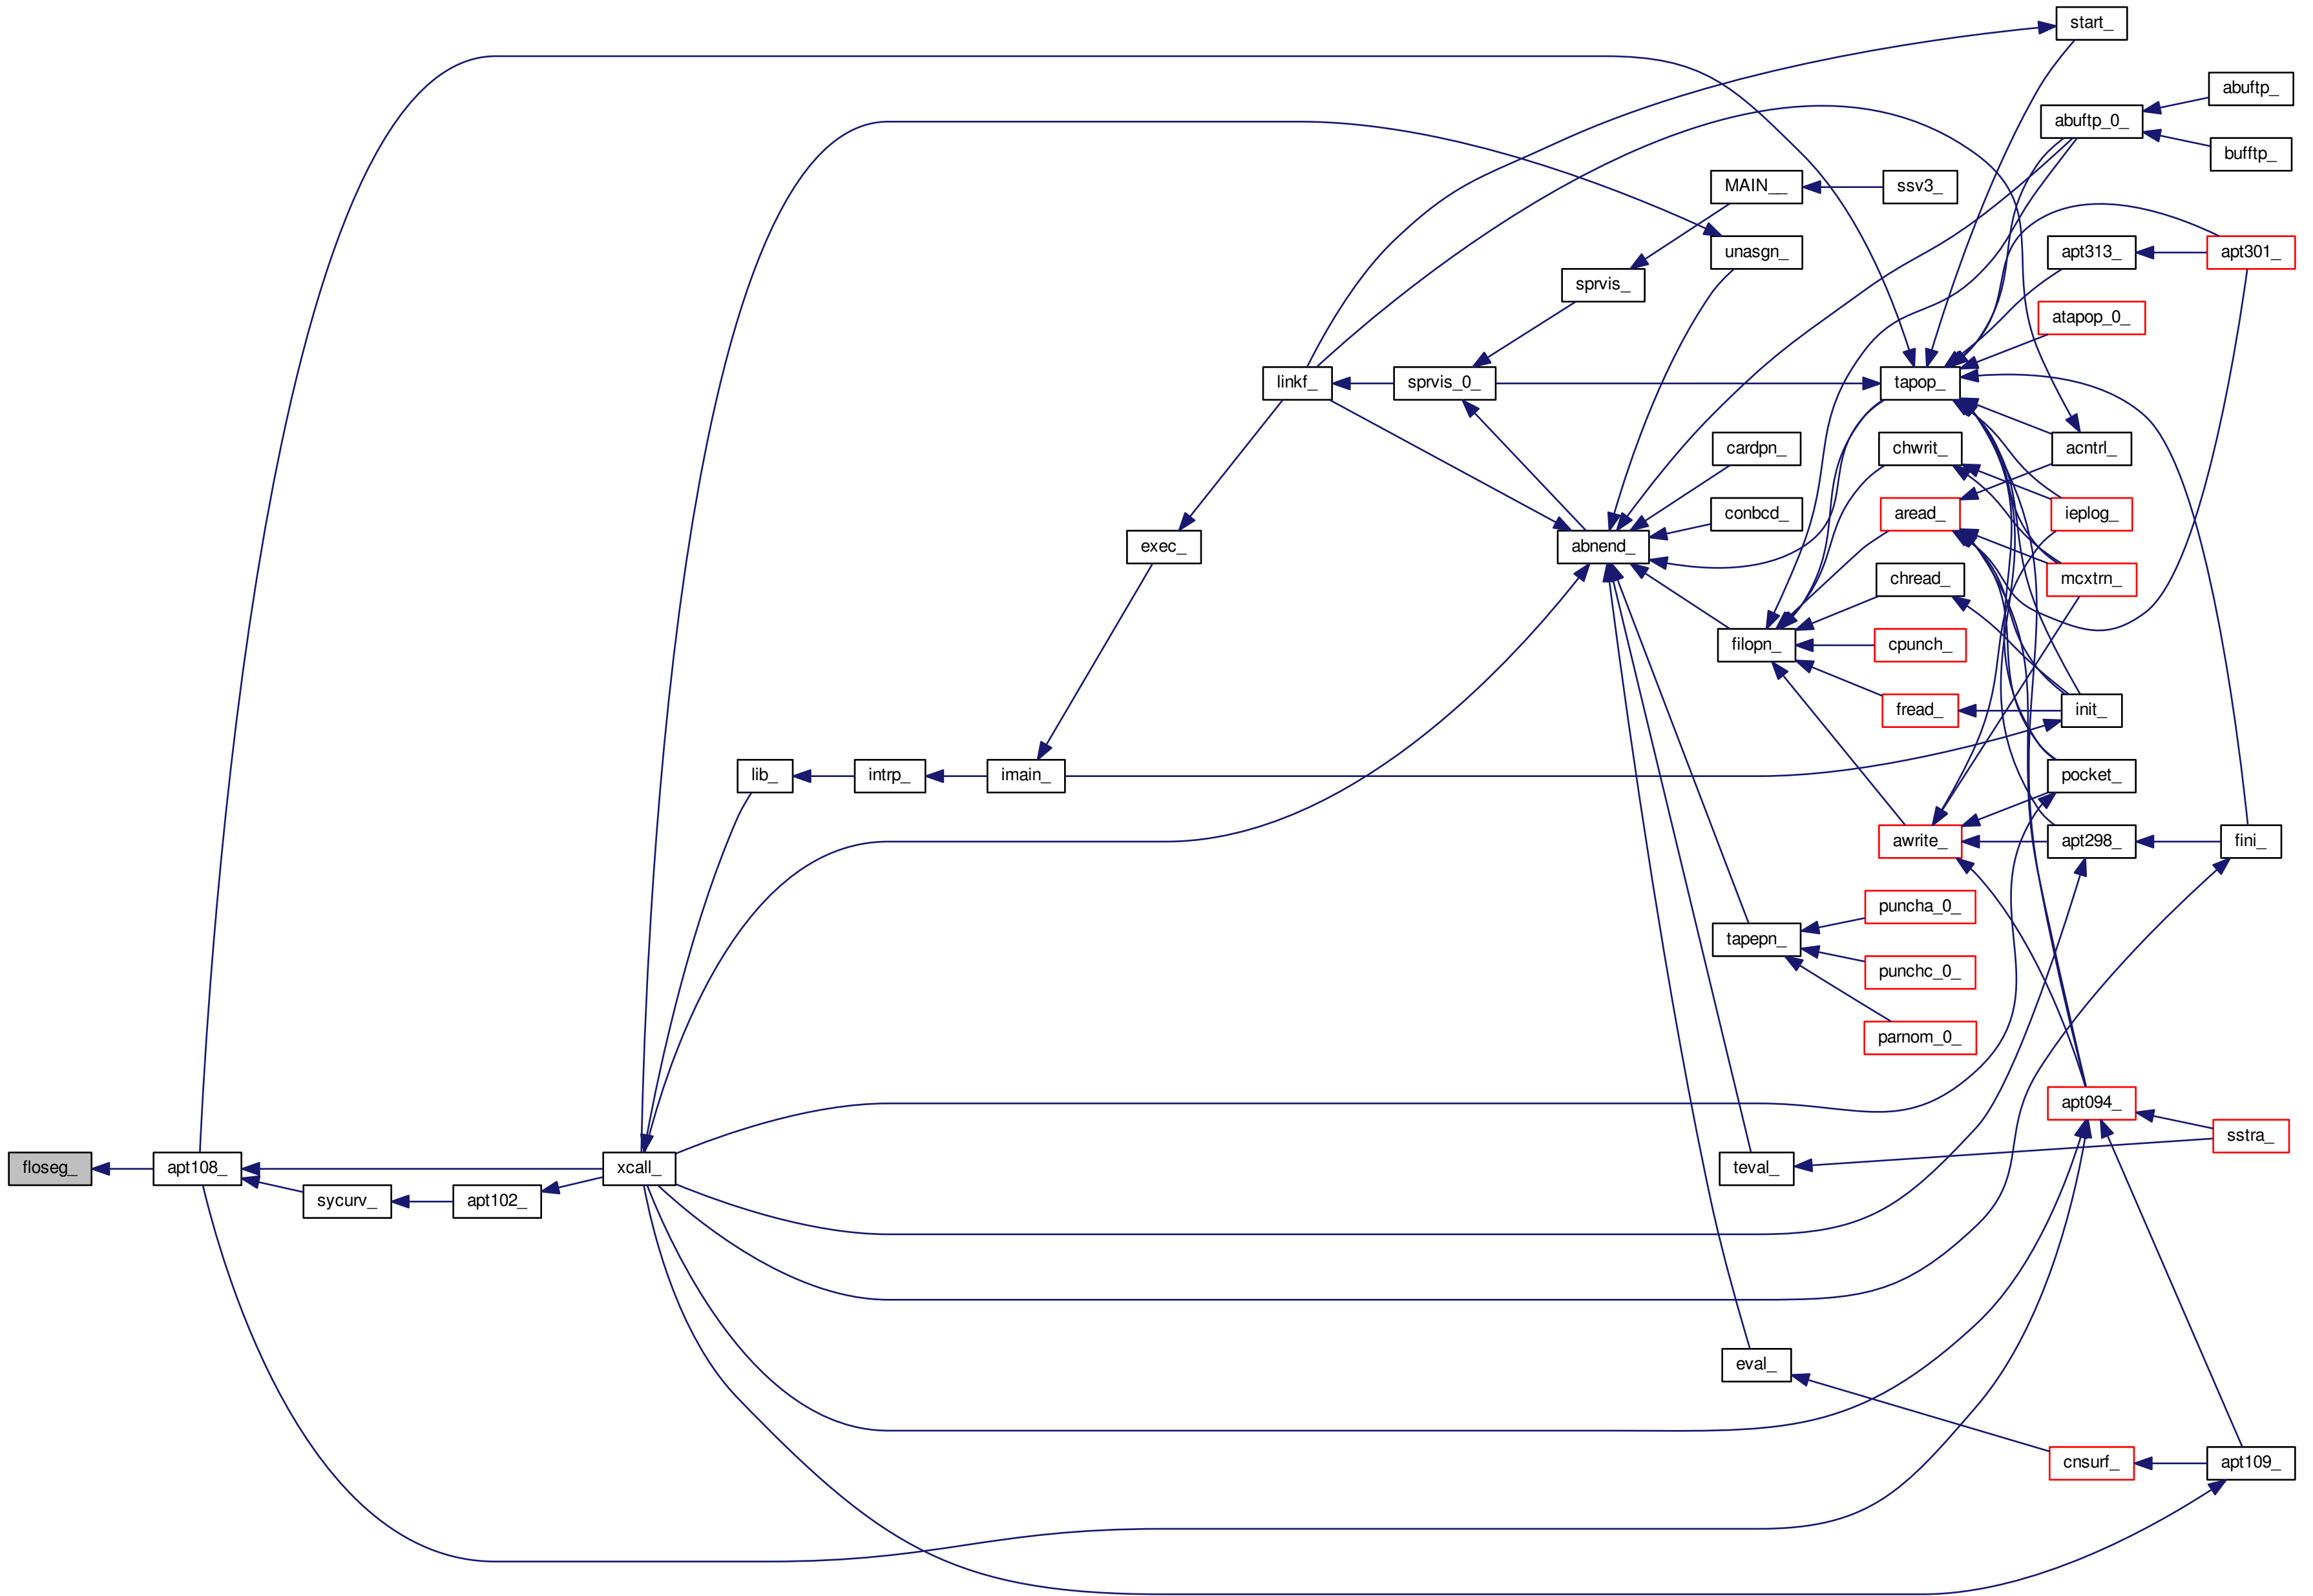 start_
abuftp_
abuftp_0_
bufftp_
MAIN__
ssv3_
unasgn_
apt313_
apt301_
sprvis_
atapop_0_
linkf_
sprvis_0_
tapop_
cardpn_
chwrit_
acntrl_
conbcd_
aread_
ieplog_
exec_
abnend_
chread_
mcxtrn_
filopn_
cpunch_
fread_
init_
lib_
intrp_
imain_
pocket_
awrite_
apt298_
fini_
puncha_0_
tapepn_
punchc_0_
parnom_0_
apt094_
sstra_
floseg_
apt108_
xcall_
teval_
sycurv_
apt102_
eval_
cnsurf_
apt109_